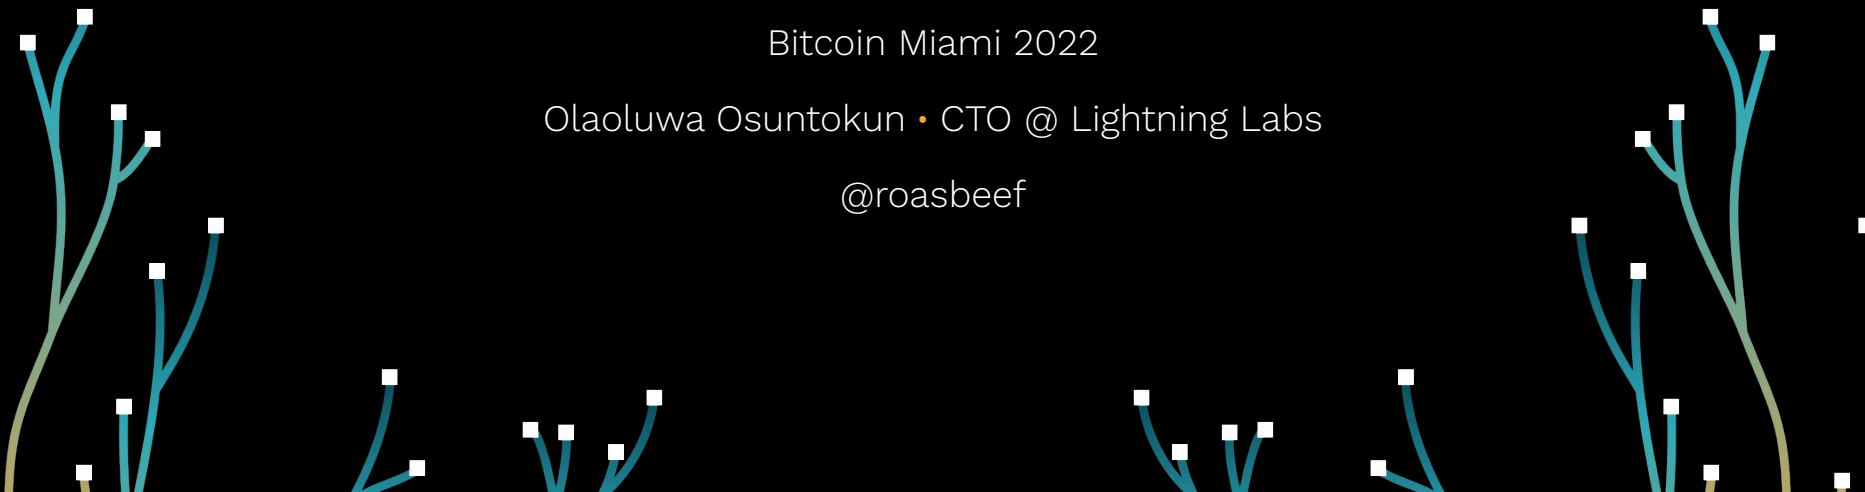 Bitcoin Miami 2022
Olaoluwa Osuntokun • CTO @ Lightning Labs
@roasbeef